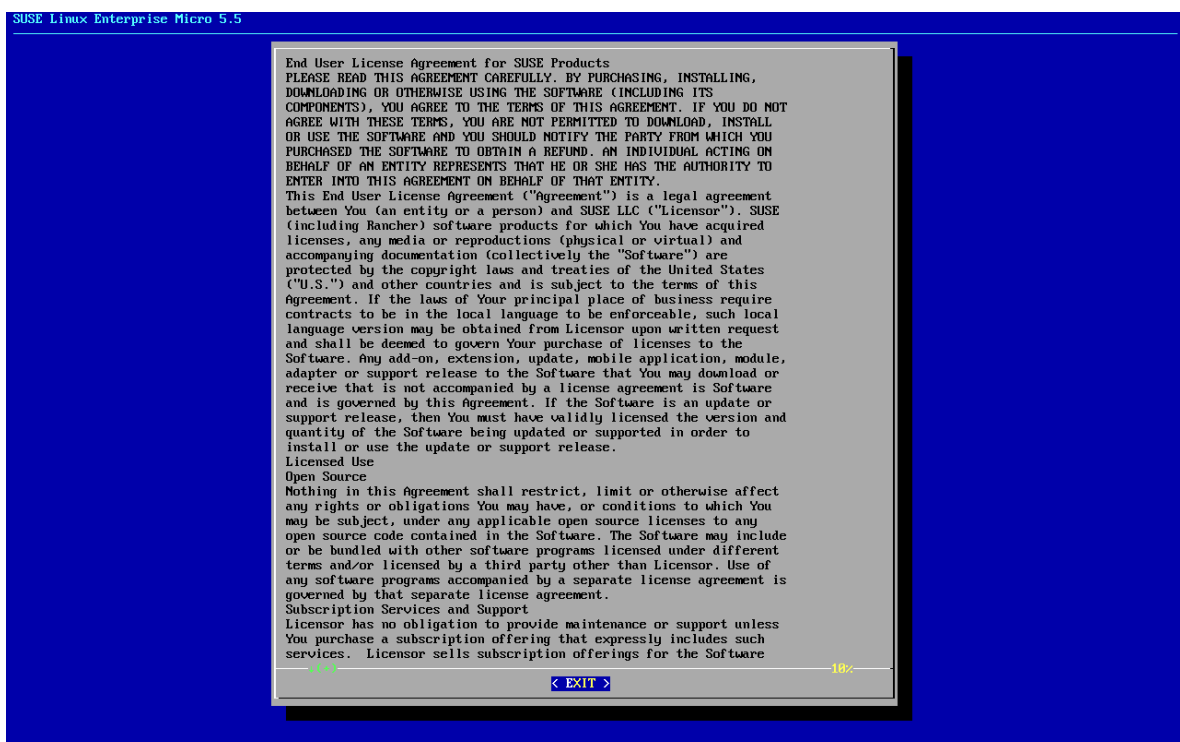 SUSE Linux Enterprise Micro 5.5
End User License Agreement for SUSE Products
PLEASE READ THIS AGREEMENT CAREFULLY. BY PURCHASING, INSTALLING,
DOWNLOADING OR OTHERWISE USING THE SOFTWARE (INCLUDING ITS
COMPONENTS), YOU AGREE TO THE TERMS OF THIS AGREEMENT. IF YOU DO NOT
AGREE WITH THESE TERMS, YOU ARE NOT PERMITTED TO DOWNLOAD, INSTALL
OR USE THE SOFTWARE AND YOU SHOULD NOTIFY THE PARTY FROM WHICH YOU
PURCHASED THE SOFTWARE TO OBTAIN A REFUND. AN INDIVIDUAL ACTING ON
BEHALF OF AN ENTITY REPRESENTS THAT HE OR SHE HAS THE AUTHORITY TO
ENTER INTO THIS AGREEMENT ON BEHALF OF THAT ENTITY.
This End User License Agreement ("Agreement") is a legal agreement
between You (an entity or a person) and SUSE LLC ("Licensor"). SUSE
(including Rancher) software products for which You have acquired
licenses, any media or reproductions (physical or virtual) and
accompanying documentation (collectively the "Software") are
protected by the copyright laws and treaties of the United States
("U.S.") and other countries and is subject to the terms of this
Agreement. If the laws of Your principal place of business require
contracts to be in the local language to be enforceable, such local
language version may be obtained from Licensor upon written request
and shall be deemed to govern Your purchase of licenses to the
Software. Any add-on, extension, update, mobile application, module,
adapter or support release to the Software that You may download or
receive that is not accompanied by a license agreement is Software
and is governed by this Agreement. If the Software is an update or
support release, then You must have validly licensed the version and
quantity of the Software being updated or supported in order to
install or use the update or support release.
Licensed Use
Open Source
Nothing in this Agreement shall restrict, limit or otherwise affect
any rights or obligations You may have, or conditions to which You
may be subject, under any applicable open source licenses to any
open source code contained in the Software. The Software may include
or be bundled with other software programs licensed under different
terms and/or licensed by a third party other than Licensor. Use of
any software programs accompanied by a separate license agreement is
governed by that separate license agreement.
Subscription Services and Support
Licensor has no obligation to provide maintenance or support unless
You purchase a subscription offering that expressly includes such
services.  Licensor sells subscription offerings for the Software
(+) 10%
< EXIT >